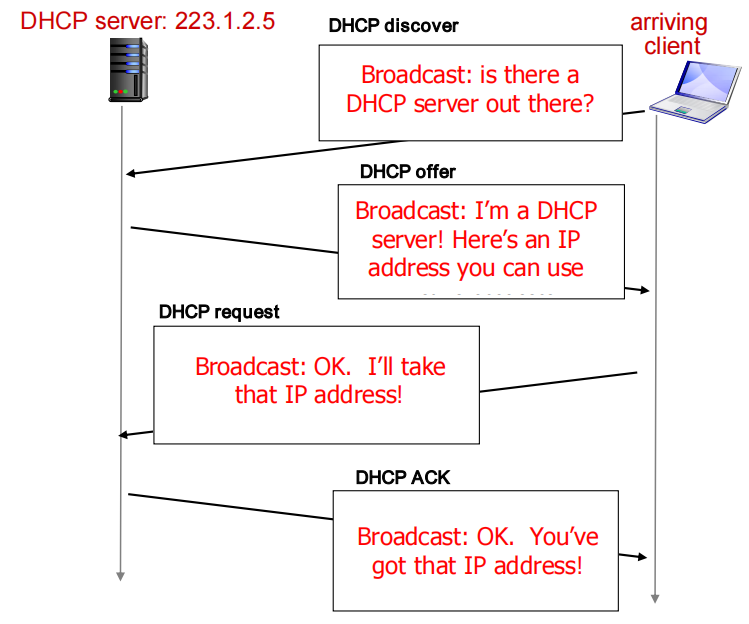 DHCP server: 223.1.2.5
DHCP discover
arriving
client
Broadcast: is there a
DHCP server out there?
DHCP offer
Broadcast: I’m a DHCP
server! Here’s an IP
address you can use
DHCP request
Broadcast: OK.  I’ll take
that IP address!
DHCP ACK
Broadcast: OK.  You’ve
got that IP address!